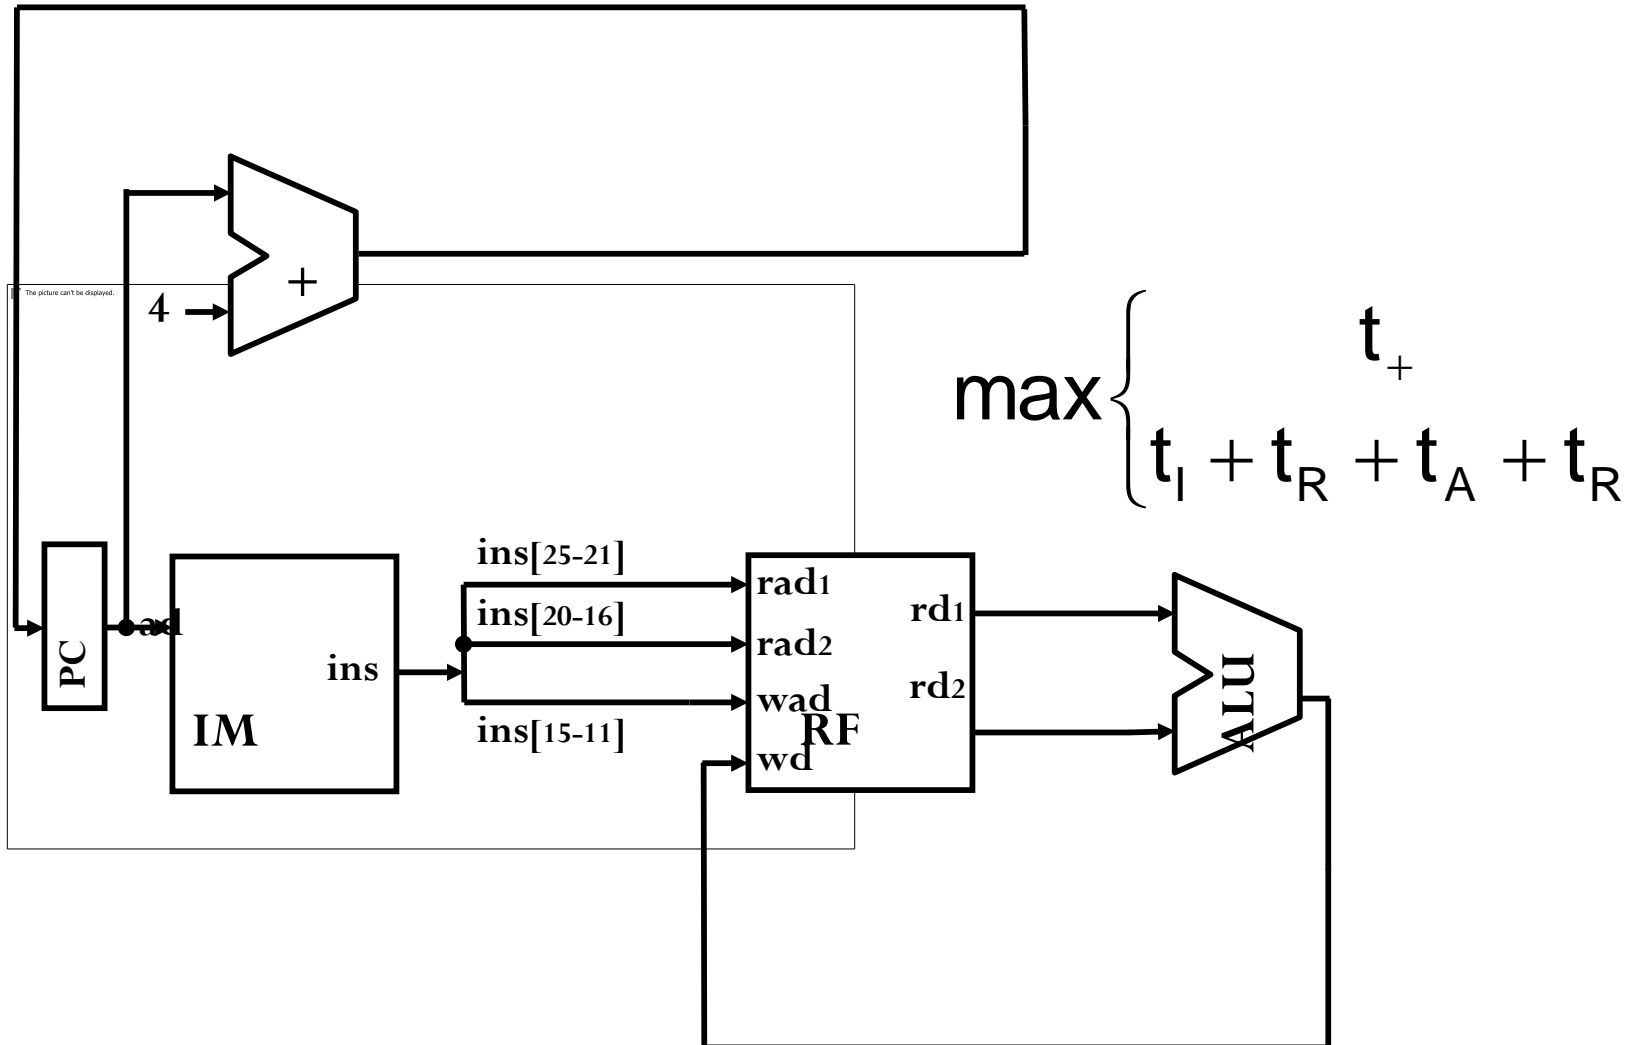 The picture can't be displayed.
+
4
max { t+
tI + tR + tA + tR
ins[25-21]
rad1
rd1
ins[20-16]
ad
rad2
PC
ins
rd2
wad
ALU
IM
ins[15-11]
RF
wd